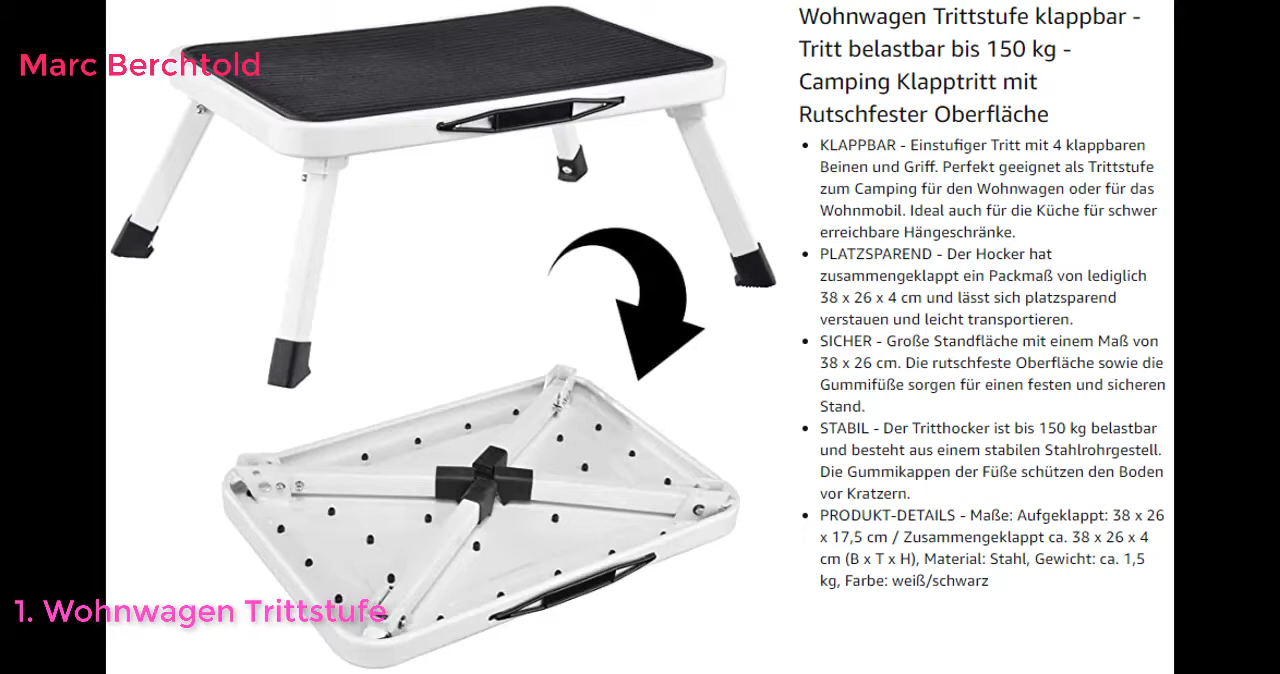 Marc Berchtold
Wohnwagen Trittstufe klappbar -
Tritt belastbar bis 150 kg -
Camping Klapptritt mit
Rutschfester Oberfläche
• KLAPPBAR - Einstufiger Tritt mit 4 klappbaren
Beinen und Griff. Perfekt geeignet als Trittstufe
zum Camping für den Wohnwagen oder für das
Wohnmobil. Ideal auch für die Küche für schwer
erreichbare Hängeschränke.
• PLATZSPAREND - Der Hocker hat
zusammengeklappt ein Packmaß von lediglich
38 x 26 x 4 cm und lässt sich platzsparend
verstauen und leicht transportieren.
• SICHER - Große Standfläche mit einem Maß von
38 x 26 cm. Die rutschfeste Oberfläche sowie die
Gummifüße sorgen für einen festen und sicheren
Stand.
• STABIL - Der Tritthocker ist bis 150 kg belastbar
und besteht aus einem stabilen Stahlrohrgestell.
Die Gummikappen der Füße schützen den Boden
vor Kratzern.
• PRODUKT-DETAILS - Maße: Aufgeklappt: 38 x 26
x 17,5 cm / Zusammengeklappt ca. 38 x 26 x 4
cm (B x T x H), Material: Stahl, Gewicht: ca. 1,5
kg, Farbe: weiß/schwarz
1. Wohnwagen Trittstufe